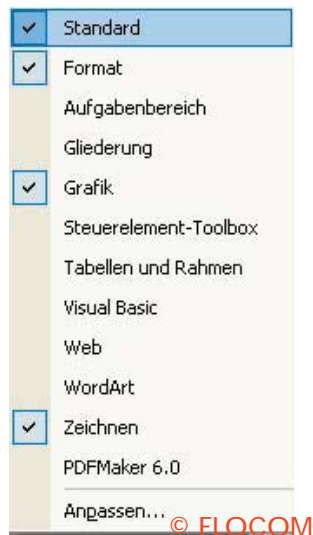 Standard
Format
Aufgabenbereich
Gliederung
Grafik
Steuerelement-Toolbox
Tabellen und Rahmen
Visual Basic
Web
WordArt
Zeichnen
PDFMaker 6.0
Anpassen...
© FLOCOM